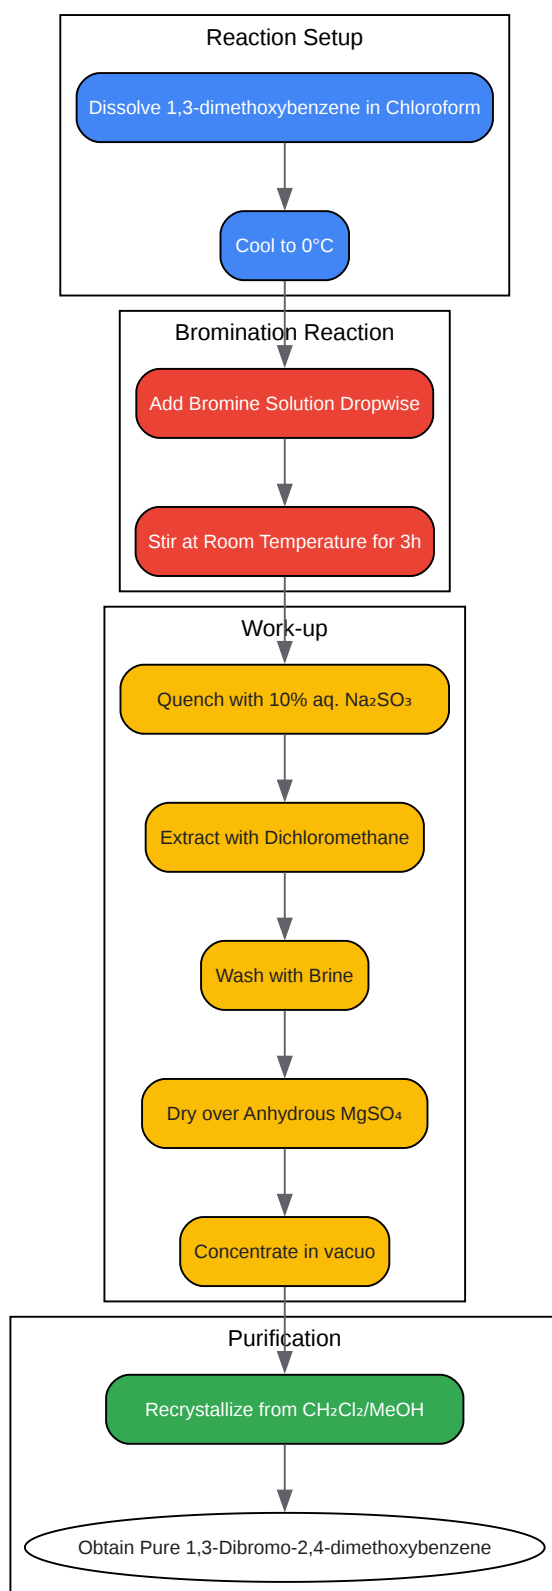 Reaction Setup
Dissolve 1,3-dimethoxybenzene in Chloroform
Cool to 0°C
Bromination Reaction
Add Bromine Solution Dropwise
Stir at Room Temperature for 3h
Work-up
Quench with 10% aq. Na₂SO₃
Extract with Dichloromethane
Wash with Brine
Dry over Anhydrous MgSO₄
Concentrate in vacuo
Purification
Recrystallize from CH₂Cl₂/MeOH
Obtain Pure 1,3-Dibromo-2,4-dimethoxybenzene